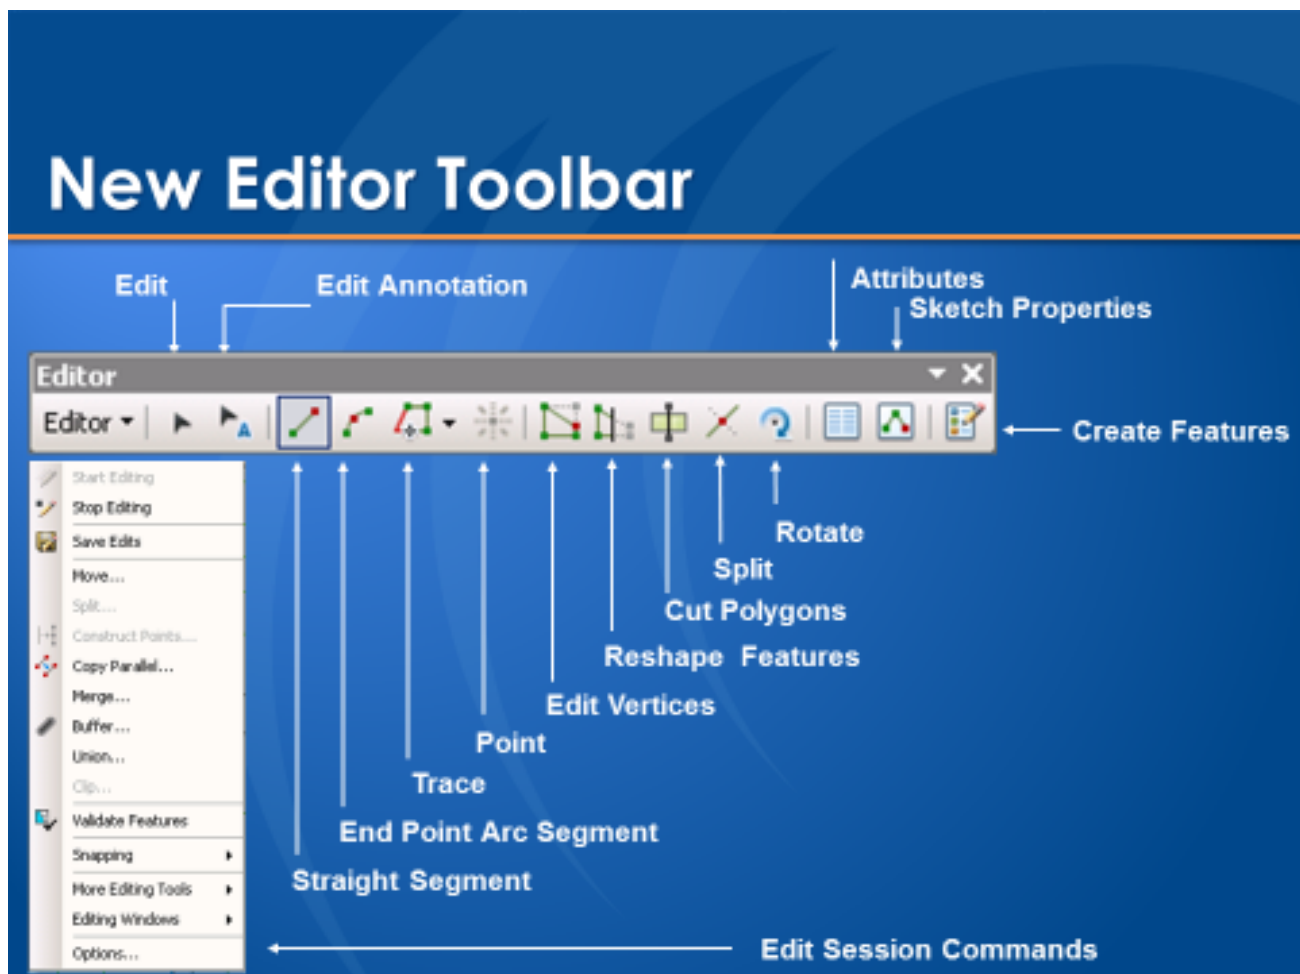 New Editor Toolbar
Edit
Edit Annotation
Attributes
Sketch Properties
Editor
Editor
A
Create Features
Start Editing
Stop Editing
Save Edits
Move...
Split...
Construct Points...
Copy Parallel...
Merge...
Buffer...
Union...
Clip...
Validate Features
Snapping
More Editing Tools
Editing Windows
Options...
Rotate
Split
Cut Polygons
Reshape Features
Edit Vertices
Point
Trace
End Point Arc Segment
Straight Segment
Edit Session Commands